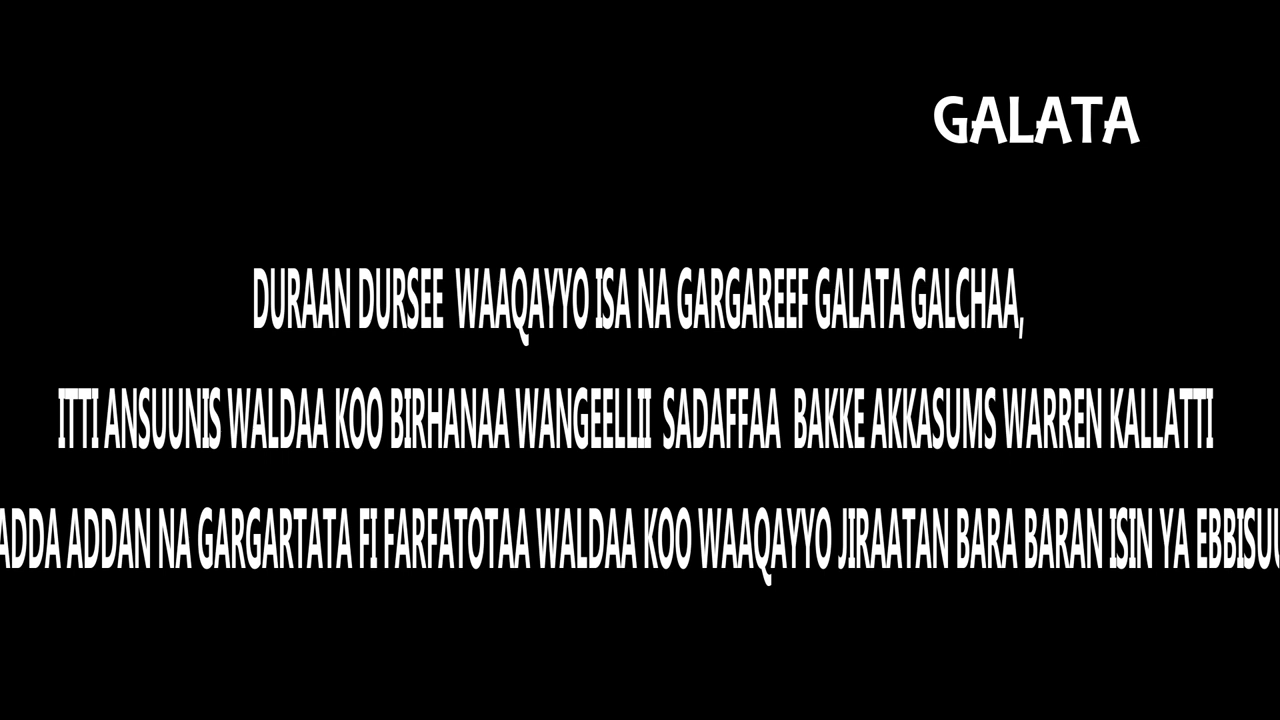 GALATA
DURAAN DURSEE WAAQAYYO ISA NA GARGAREEF GALATA GALCHAA,
ITTI ANSUUNIS WALDAA KOO BIRHANAA WANGEELLII SADAFFAA BAKKE AKKASUMS WARREN KALLATTI
ADDA ADDAN NA GARGARTATA FI FARFATOTAA WALDAA KOO WAAQAYYO JIRAATAN BARA BARAN ISIN YA EBBISUU